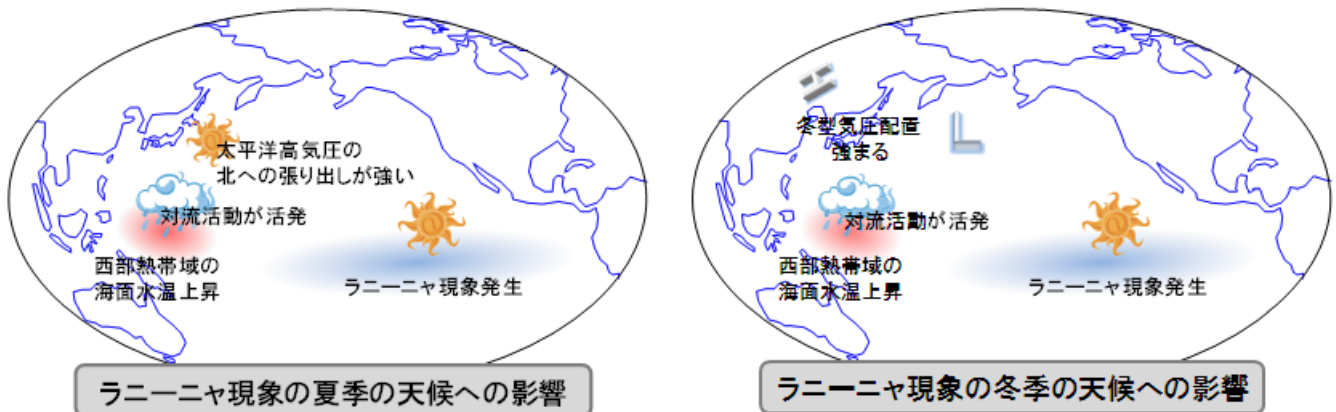 太平洋高気圧の
北への張り出しが強い
対流活動が活発
西部熱帯域の
海面水温上昇
ラニーニャ現象発生
ラニーニャ現象の夏季の天候への影響
H
冬型気圧配置
強まる
L
対流活動が活発
西部熱帯域の
海面水温上昇
ラニーニャ現象発生
ラニーニャ現象の冬季の天候への影響